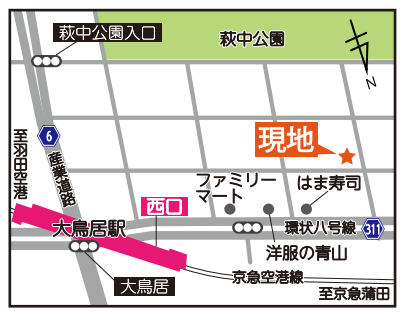 萩中公園入口
萩中公園
N
6
現地
至羽田空港
産業道路
ファミリー
マート
はま寿司
西口
大鳥居駅
環状八号線
311
洋服の青山
京急空港線
大鳥居
至京急蒲田